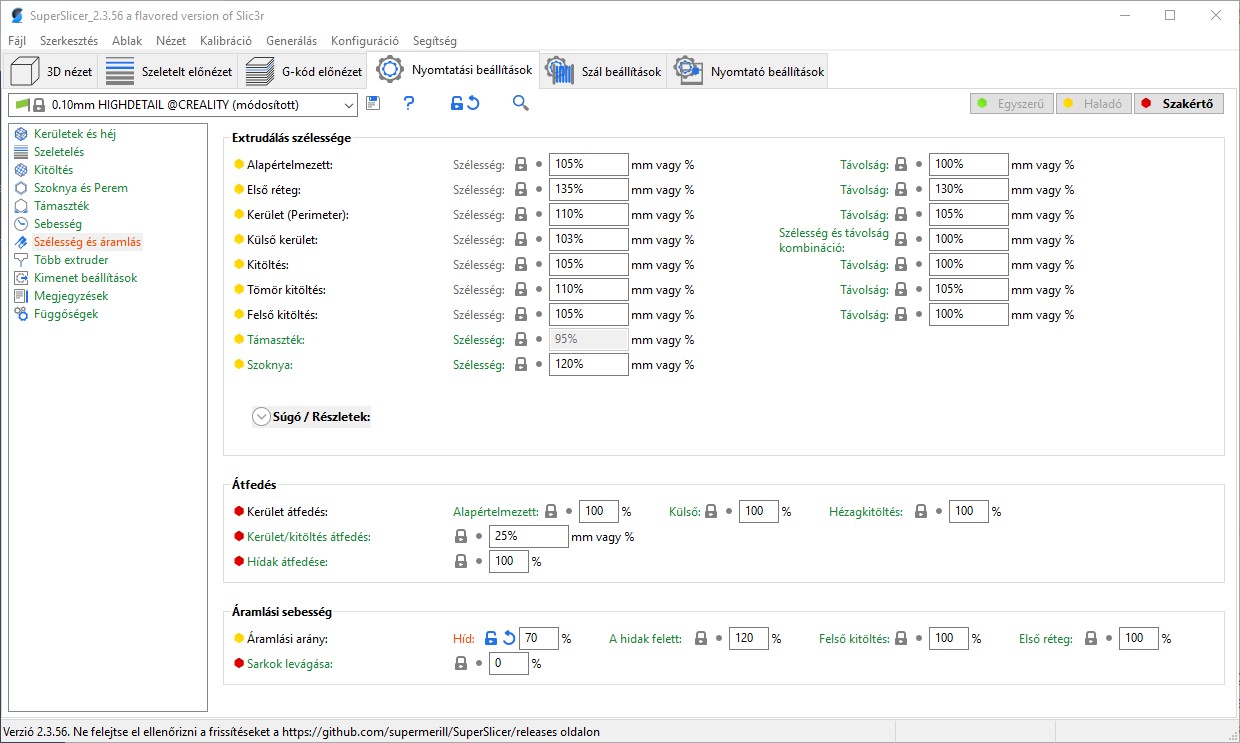 SuperSlicer_2.3.56 a flavored version of Slic3r
Fájl Szerkesztés Ablak Nézet Kalibráció Generálás Konfiguráció Segítség
3D nézet Szeletelt előnézet G-kód előnézet Nyomtatási beállítások Szál beállítások Nyomtató beállítások
0.10mm HIGHDETAIL @CREALITY (módosított) ? Egyszerű Haladó Szakértő
Kerületek és héj
Szeletelés
Kitöltés
Szoknya és Perem
Támaszték
Sebesség
Szélesség és áramlás
Több extruder
Kimenet beállítások
Megjegyzések
Függőségek
Extrudálás szélessége
Alapértelmezett: Szélesség: 105% mm vagy % Távolság: 100% mm vagy %
Első réteg: Szélesség: 135% mm vagy % Távolság: 130% mm vagy %
Kerület (Perimeter): Szélesség: 110% mm vagy % Távolság: 105% mm vagy %
Külső kerület: Szélesség: 103% mm vagy % Szélesség és távolság kombináció: 100% mm vagy %
Kitöltés: Szélesség: 105% mm vagy % Távolság: 100% mm vagy %
Tömör kitöltés: Szélesség: 110% mm vagy % Távolság: 105% mm vagy %
Felső kitöltés: Szélesség: 105% mm vagy % Távolság: 100% mm vagy %
Támaszték: Szélesség: 95% mm vagy %
Szoknya: Szélesség: 120% mm vagy %
Súgó / Részletek:
Átfedés
Kerület átfedés: Alapértelmezett: 100 % Külső: 100 % Hézagkitöltés: 100 %
Kerület/kitöltés átfedés: 25% mm vagy %
Hídak átfedése: 100 %
Áramlási sebesség
Áramlási arány: Híd: 70 % A hidak felett: 120 % Felső kitöltés: 100 % Első réteg: 100 %
Sarkok levágása: 0 %
Verzió 2.3.56. Ne felejtse el ellenőrizni a frissítéseket a https://github.com/supermerill/SuperSlicer/releases oldalon